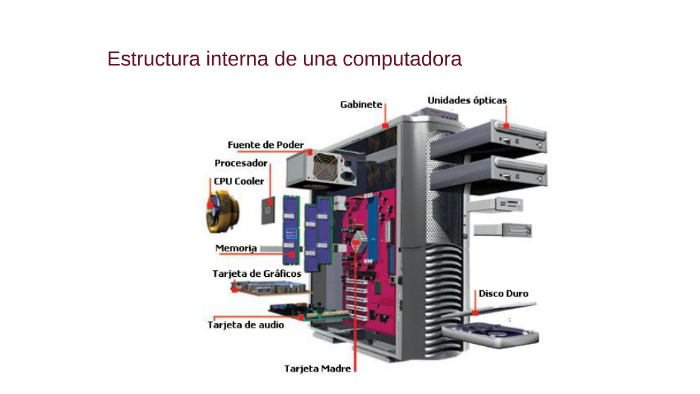 Estructura interna de una computadora
Gabinete
Unidades ópticas
Fuente de Poder
Procesador
CPU Cooler
Memoria
Tarjeta de Gráficos
Disco Duro
Tarjeta de audio
Tarjeta Madre